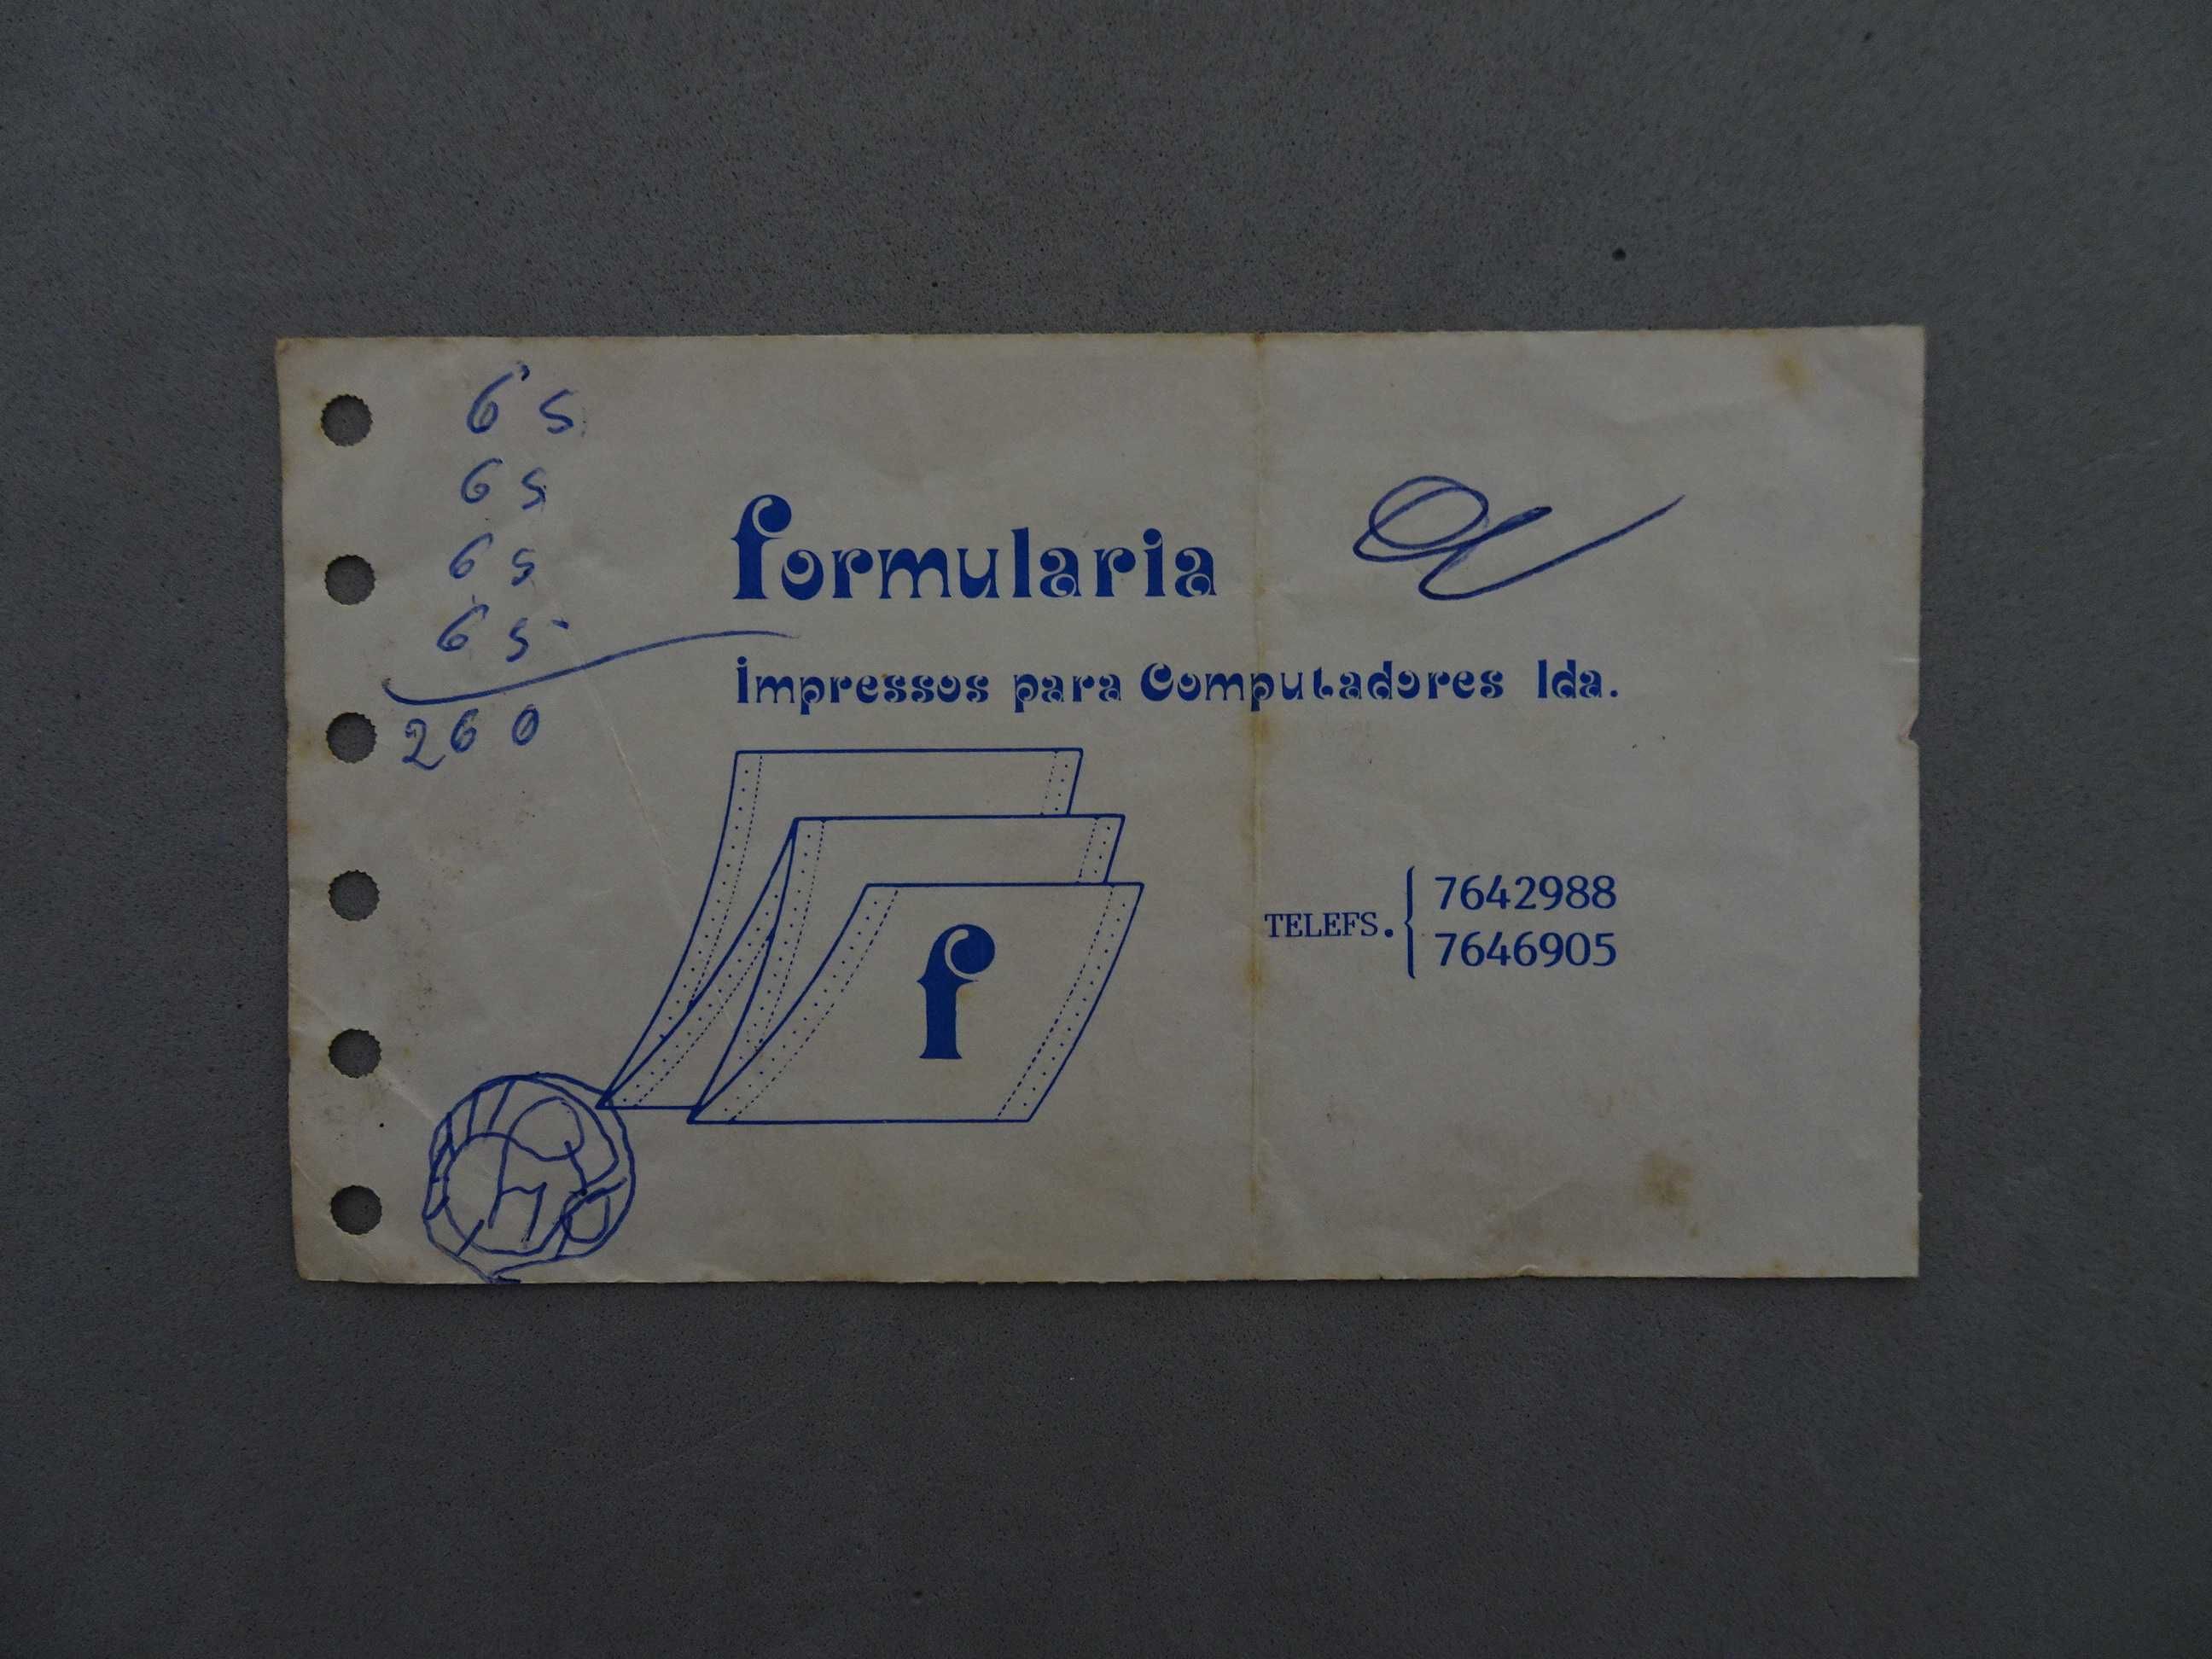 65
65
65
65
260
formularia
Impressos para Computadores lda.
f
TELEFS. { 7642988
7646905